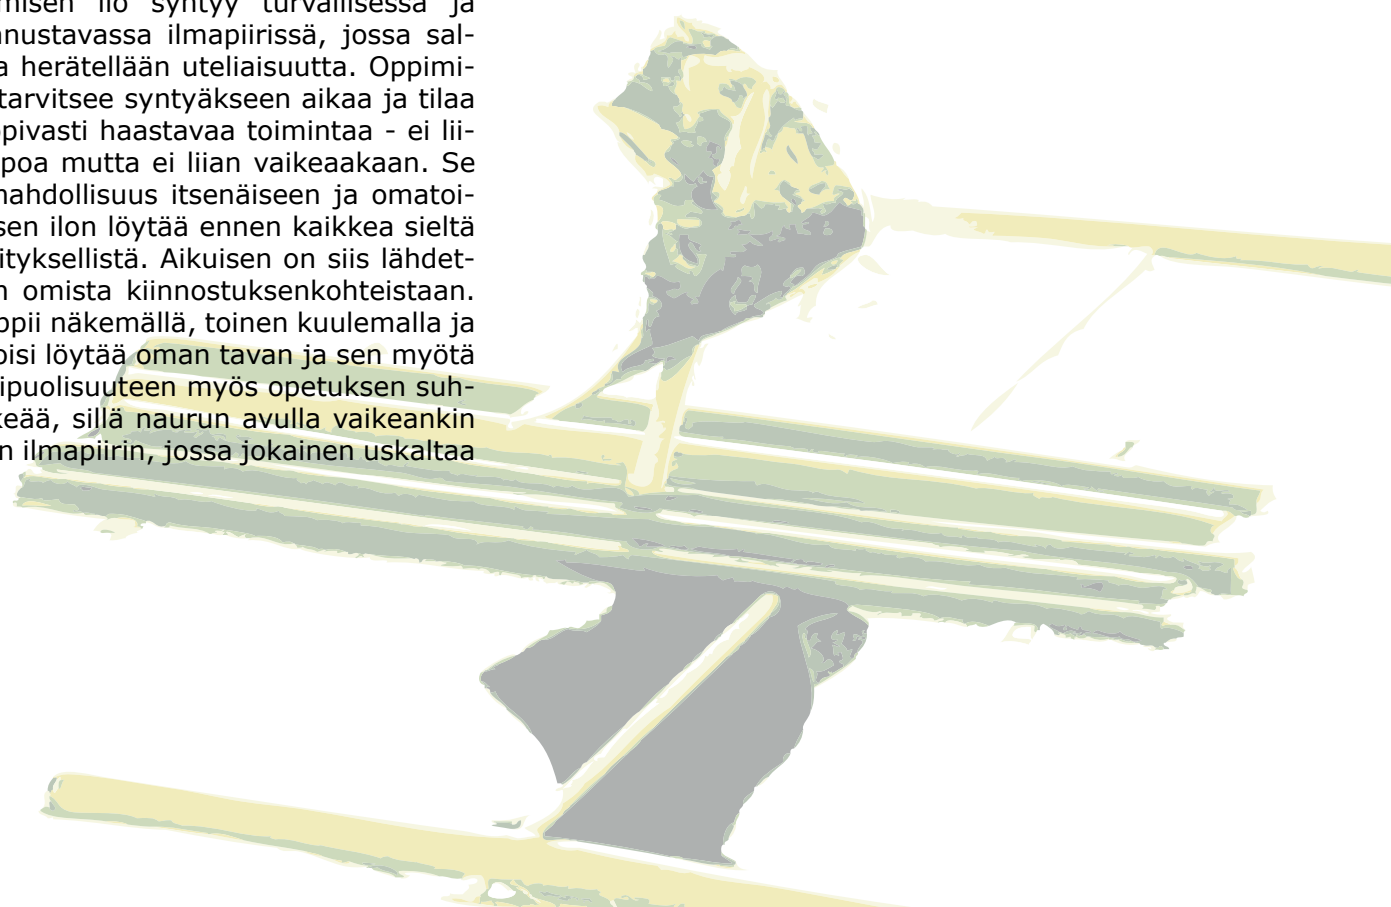 misen ilo syntyy turvallisessa ja
nustavassa ilmapiirissä, jossa sal-
a herätellään uteliaisuutta. Oppimi-
tarvitsee syntyäkseen aikaa ja tilaa
pivasti haastavaa toimintaa - ei lii-
poa mutta ei liian vaikeaakaan. Se
mahdollisuus itsenäiseen ja omatoi-
sen ilon löytää ennen kaikkea sieltä
ityksellistä. Aikuisen on siis lähdet-
n omista kiinnostuksenkohteistaan.
ppii näkemällä, toinen kuulemalla ja
oisi löytää oman tavan ja sen myötä
ipuolisuuteen myös opetuksen suh-
keää, sillä naurun avulla vaikeankin
n ilmapiirin, jossa jokainen uskaltaa